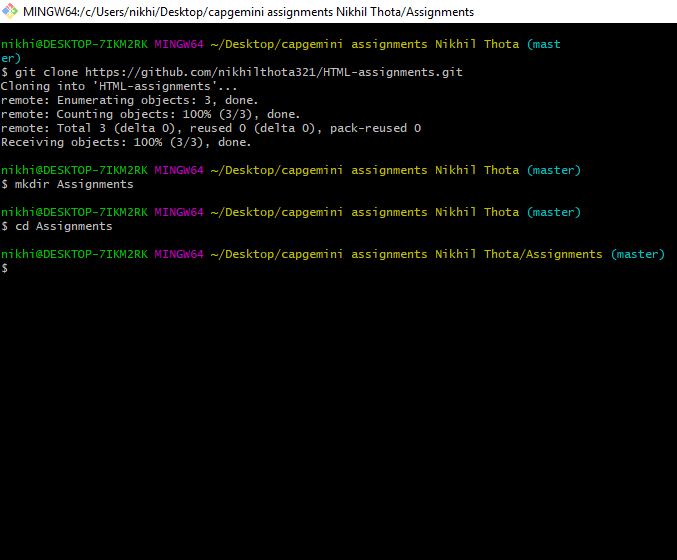 MINGW64:/c/Users/nikhi/Desktop/capgemini assignments Nikhil Thota/Assignments
nikhi@DESKTOP-7IKM2RK MINGW64 ~/Desktop/capgemini assignments Nikhil Thota (mast
er)
$ git clone https://github.com/nikhilthota321/HTML-assignments.git
Cloning into 'HTML-assignments'...
remote: Enumerating objects: 3, done.
remote: Counting objects: 100% (3/3), done.
remote: Total 3 (delta 0), reused 0 (delta 0), pack-reused 0
Receiving objects: 100% (3/3), done.
nikhi@DESKTOP-7IKM2RK MINGW64 ~/Desktop/capgemini assignments Nikhil Thota (master)
$ mkdir Assignments
nikhi@DESKTOP-7IKM2RK MINGW64 ~/Desktop/capgemini assignments Nikhil Thota (master)
$ cd Assignments
nikhi@DESKTOP-7IKM2RK MINGW64 ~/Desktop/capgemini assignments Nikhil Thota/Assignments (master)
$